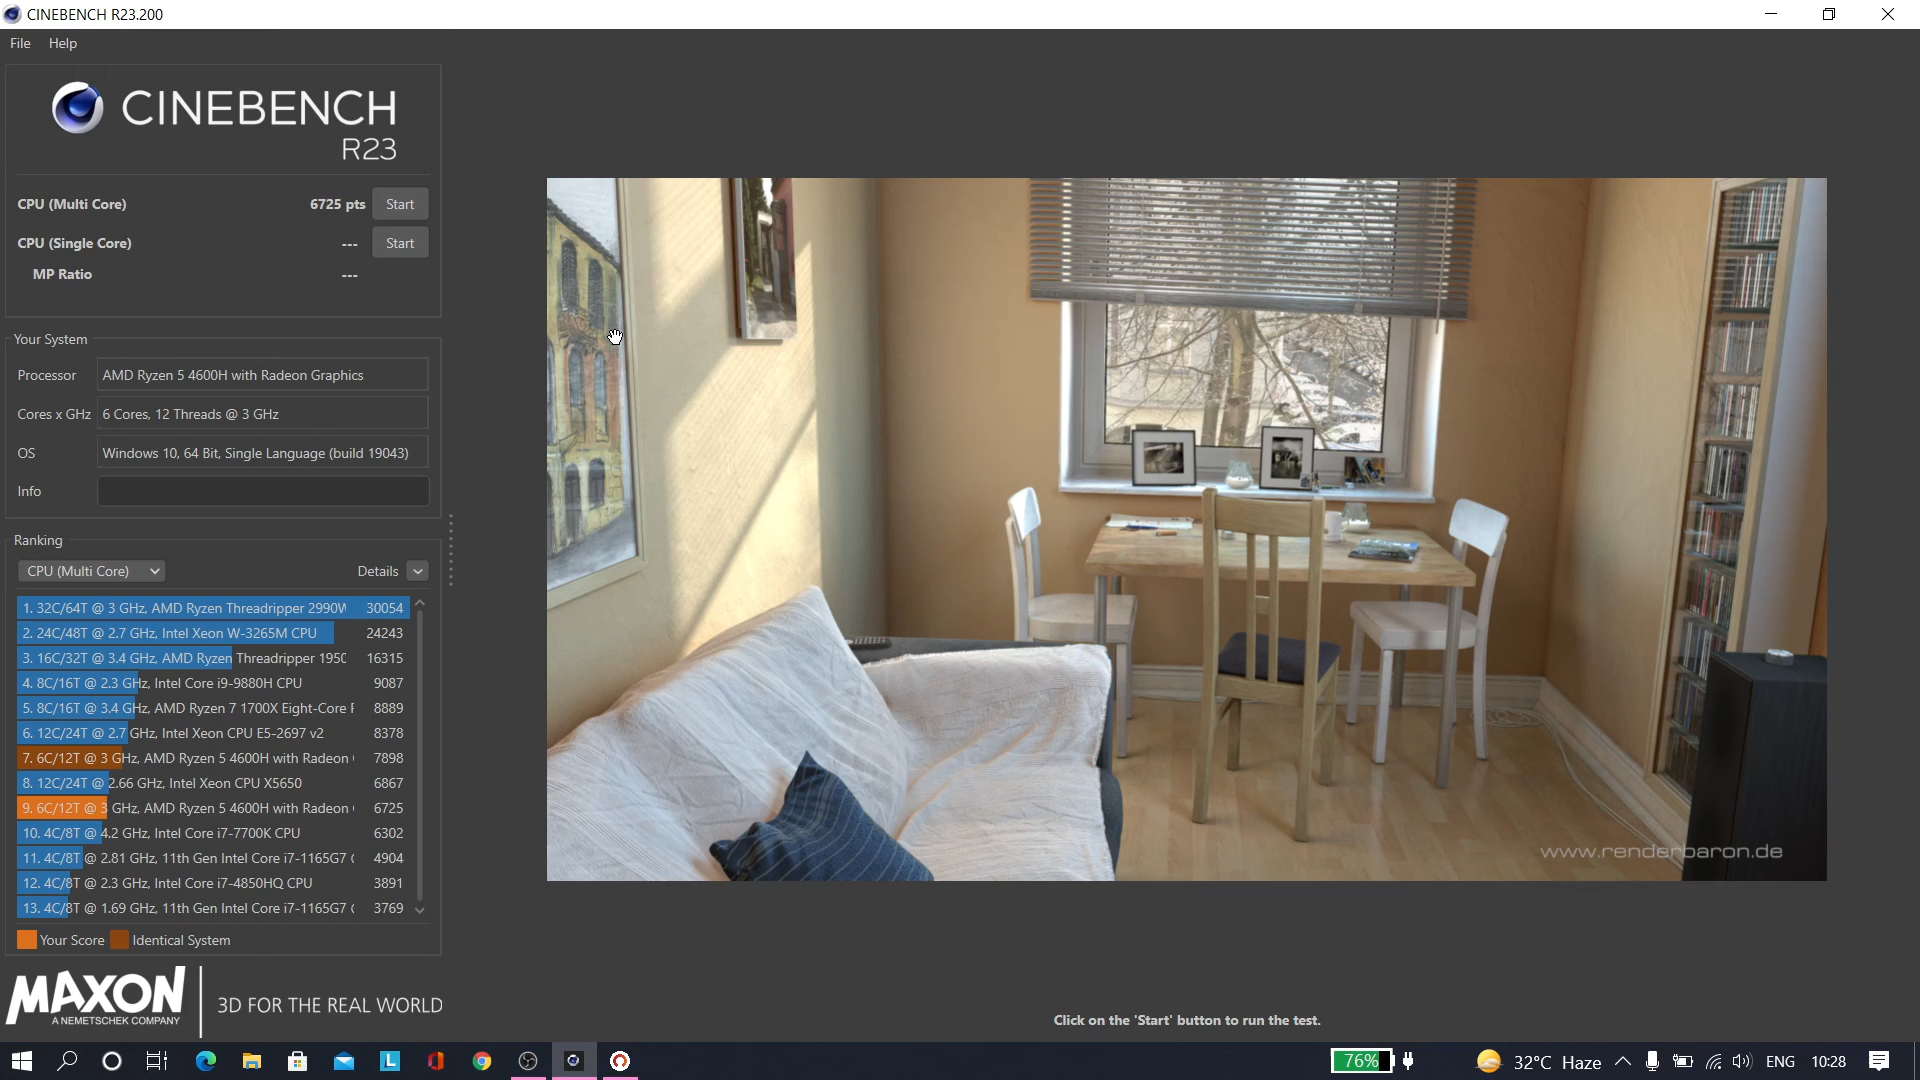 CINEBENCH R23.200
File Help
CINEBENCH
R23
CPU (Multi Core) 6725 pts Start
CPU (Single Core) --- Start
MP Ratio ---
Your System
Processor AMD Ryzen 5 4600H with Radeon Graphics
Cores x GHz 6 Cores, 12 Threads @ 3 GHz
OS Windows 10, 64 Bit, Single Language (build 19043)
Info
Ranking
CPU (Multi Core) Details
1. 32C/64T @ 3 GHz, AMD Ryzen Threadripper 2990W 30054
2. 24C/48T @ 2.7 GHz, Intel Xeon W-3265M CPU 24243
3. 16C/32T @ 3.4 GHz, AMD Ryzen Threadripper 1950 16315
4. 8C/16T @ 2.3 GHz, Intel Core i9-9880H CPU 9087
5. 8C/16T @ 3.4 GHz, AMD Ryzen 7 1700X Eight-Core 8889
6. 12C/24T @ 2.7 GHz, Intel Xeon CPU E5-2697 v2 8378
7. 6C/12T @ 3 GHz, AMD Ryzen 5 4600H with Radeon 7898
8. 12C/24T @ 2.66 GHz, Intel Xeon CPU X5650 6867
9. 6C/12T @ 3 GHz, AMD Ryzen 5 4600H with Radeon 6725
10. 4C/8T @ 4.2 GHz, Intel Core i7-7700K CPU 6302
11. 4C/8T @ 2.81 GHz, 11th Gen Intel Core i7-1165G7 4904
12. 4C/8T @ 2.3 GHz, Intel Core i7-4850HQ CPU 3891
13. 4C/8T @ 1.69 GHz, 11th Gen Intel Core i7-1165G7 3769
Your Score Identical System
MAXON
A NEMETSCHEK COMPANY
3D FOR THE REAL WORLD
www.renderbaron.de
Click on the 'Start' button to run the test.
L 76% 32°C Haze ENG 10:28